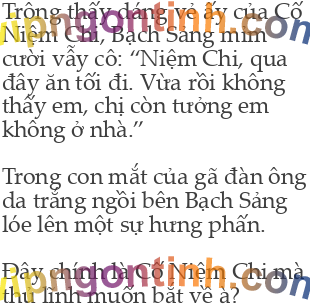 Trông thấy dáng vẻ ấy của Cố
Niệm Chi, Bạch Sảng mỉm
cười vẫy cô: “Niệm Chi, qua
đây ăn tối đi. Vừa rồi không
thấy em, chị còn tưởng em
không ở nhà.”
Trong con mắt của gã đàn ông
da trắng ngồi bên Bạch Sảng
lóe lên một sự hưng phấn.
Đây chính là Cố Niệm Chi mà
thủ lĩnh muốn bắt về à?
vipngontinh.com
vipngontinh.com